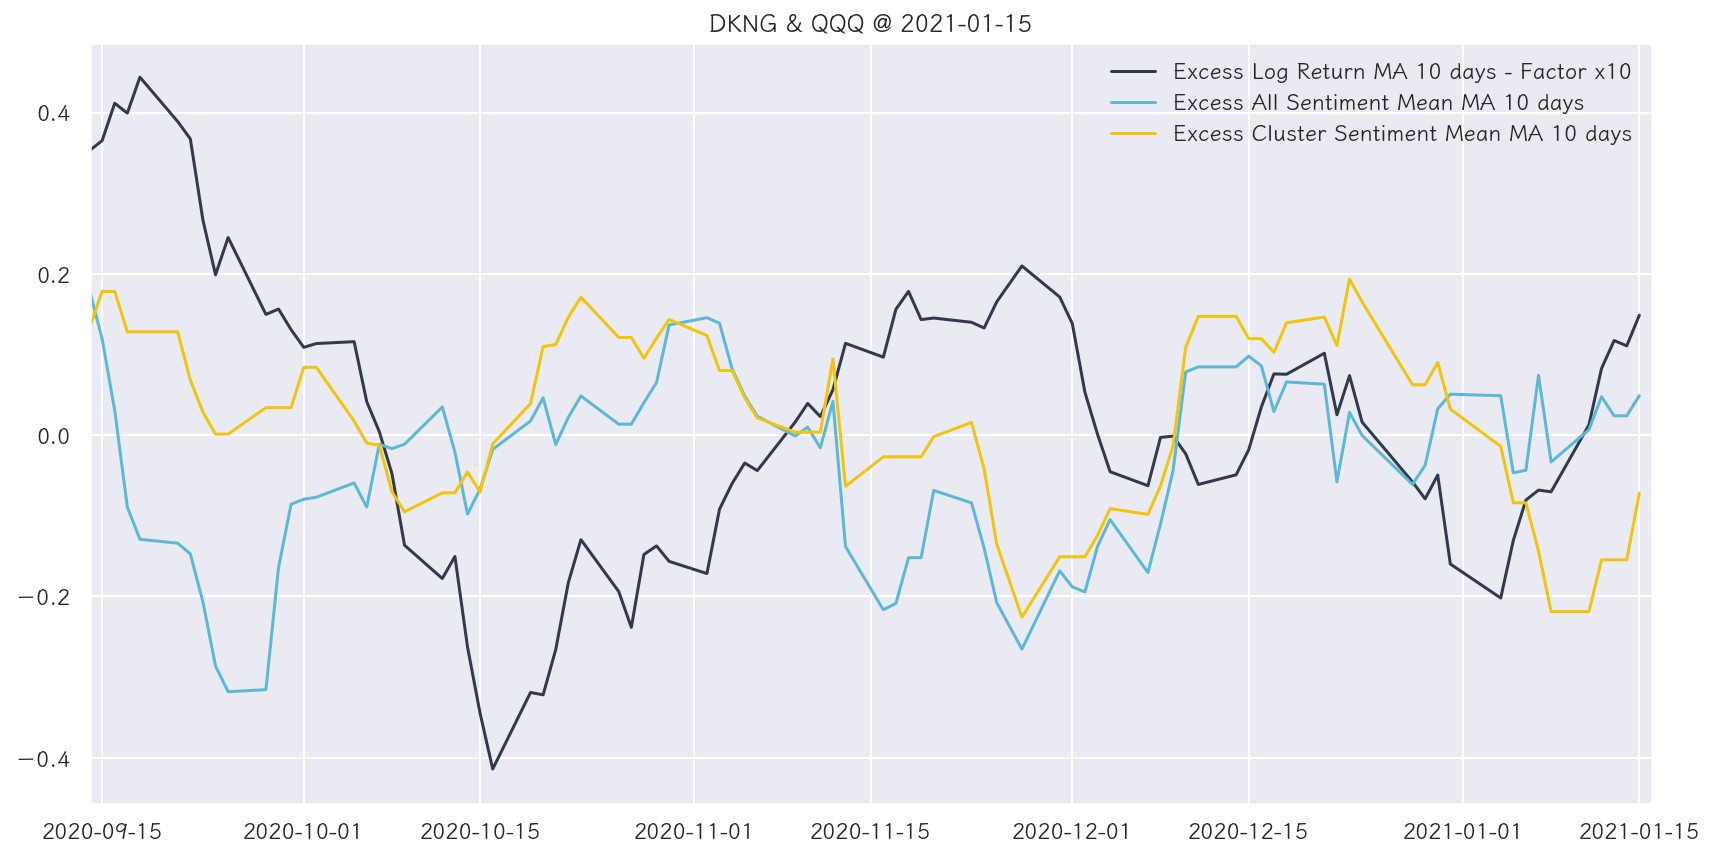 DKNG & QQQ @ 2021-01-15
Excess Log Return MA 10 days - Factor x10
Excess All Sentiment Mean MA 10 days
Excess Cluster Sentiment Mean MA 10 days
0.4
0.2
0.0
−0.2
−0.4
2020-09-15 2020-10-01 2020-10-15 2020-11-01 2020-11-15 2020-12-01 2020-12-15 2021-01-01 2021-01-15